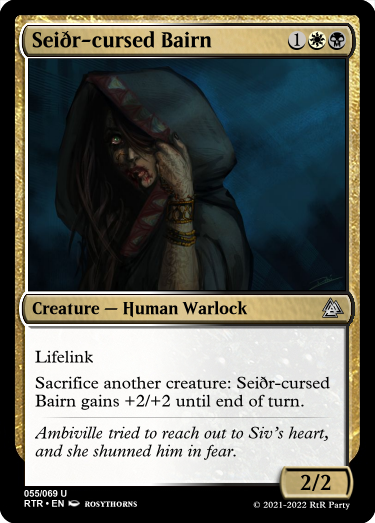 Seiðr-cursed Bairn
1
Creature — Human Warlock
Lifelink
Sacrifice another creature: Seiðr-cursed
Bairn gains +2/+2 until end of turn.
Ambiville tried to reach out to Siv's heart,
and she shunned him in fear.
2/2
055/069 U
RTR • EN ROSYTHORNS
© 2021-2022 RtR Party